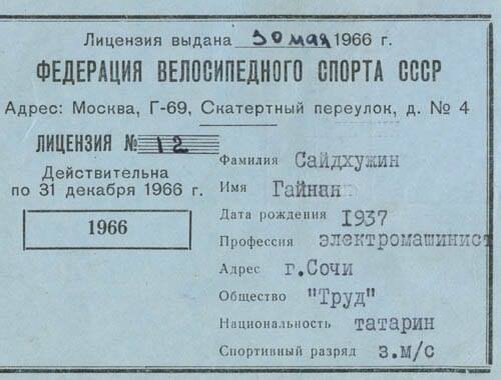 Лицензия выдана 30 мая 1966 г.
ФЕДЕРАЦИЯ ВЕЛОСИПЕДНОГО СПОРТА СССР
Адрес: Москва, Г-69, Скатертный переулок, д. № 4
ЛИЦЕНЗИЯ № 12
Действительна
по 31 декабря 1966 г.
1966
Фамилия Сайдхужин
Имя Гайнан
Дата рождения 1937
Профессия электромашинист
Адрес г.Сочи
Общество "Труд"
Национальность татарин
Спортивный разряд з.м/с